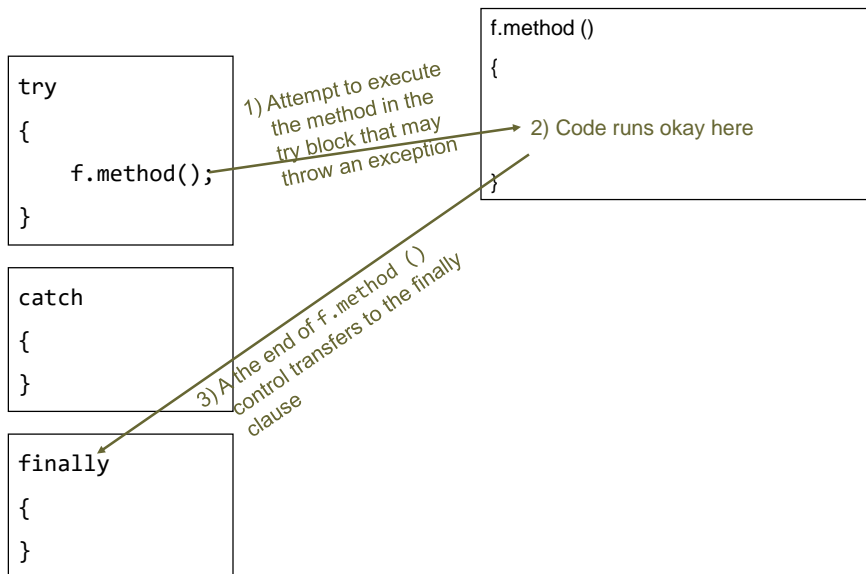 try
{
f.method();
}
1) Attempt to execute
the method in the
try block that may
throw an exception
f.method ()
{
2) Code runs okay here
}
catch
{
}
3) A the end of f.method ()
control transfers to the finally
clause
finally
{
}